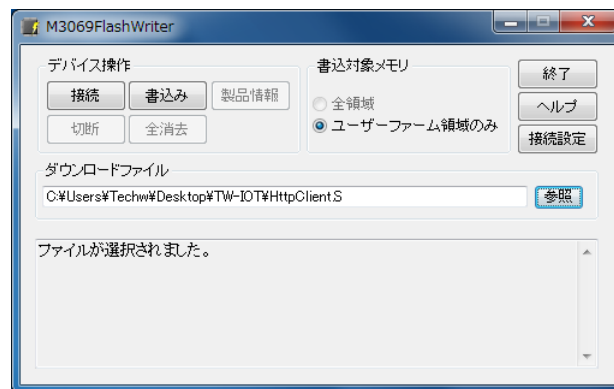 M3069FlashWriter
デバイス操作
接続 書込み 製品情報
切断 全消去
書込対象メモリ
全領域
ユーザーファーム領域のみ
終了
ヘルプ
接続設定
ダウンロードファイル
C:¥Users¥Techw¥Desktop¥TW-IOT¥HttpClient.S 参照
ファイルが選択されました。